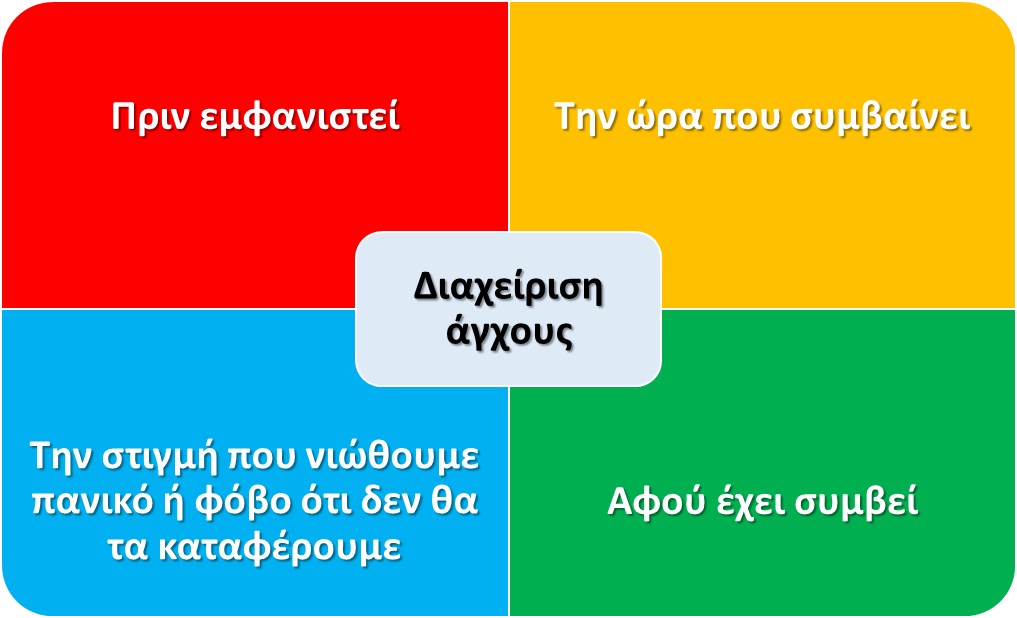 Πριν εμφανιστεί
Την ώρα που συμβαίνει
Διαχείριση
άγχους
Την στιγμή που νιώθουμε
πανικό ή φόβο ότι δεν θα
τα καταφέρουμε
Αφού έχει συμβεί